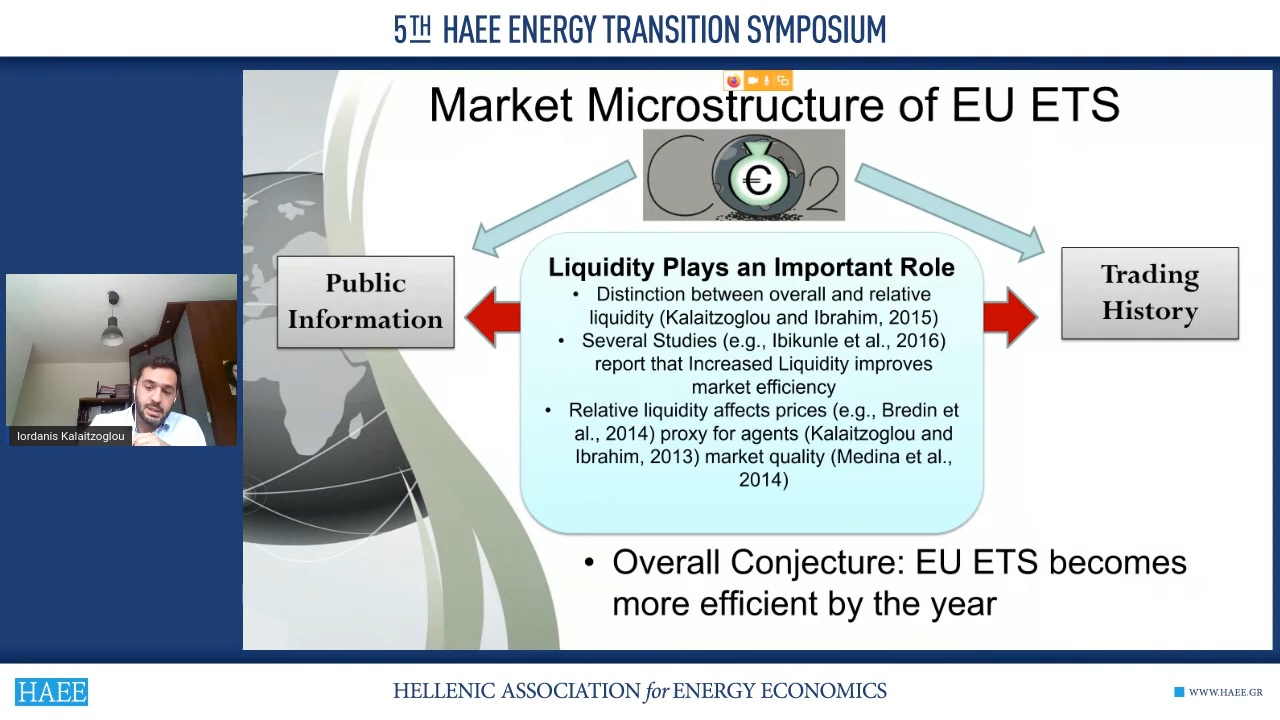 5TH HAEE ENERGY TRANSITION SYMPOSIUM
Market Microstructure of EU ETS
CO2
€
Public
Information
Liquidity Plays an Important Role
• Distinction between overall and relative
liquidity (Kalaitzoglou and Ibrahim, 2015)
• Several Studies (e.g., Ibikunle et al., 2016)
report that Increased Liquidity improves
market efficiency
• Relative liquidity affects prices (e.g., Bredin et
al., 2014) proxy for agents (Kalaitzoglou and
Ibrahim, 2013) market quality (Medina et al.,
2014)
Trading
History
Iordanis Kalaitzoglou
• Overall Conjecture: EU ETS becomes
more efficient by the year
HAEE
HELLENIC ASSOCIATION for ENERGY ECONOMICS
WWW.HAEE.GR